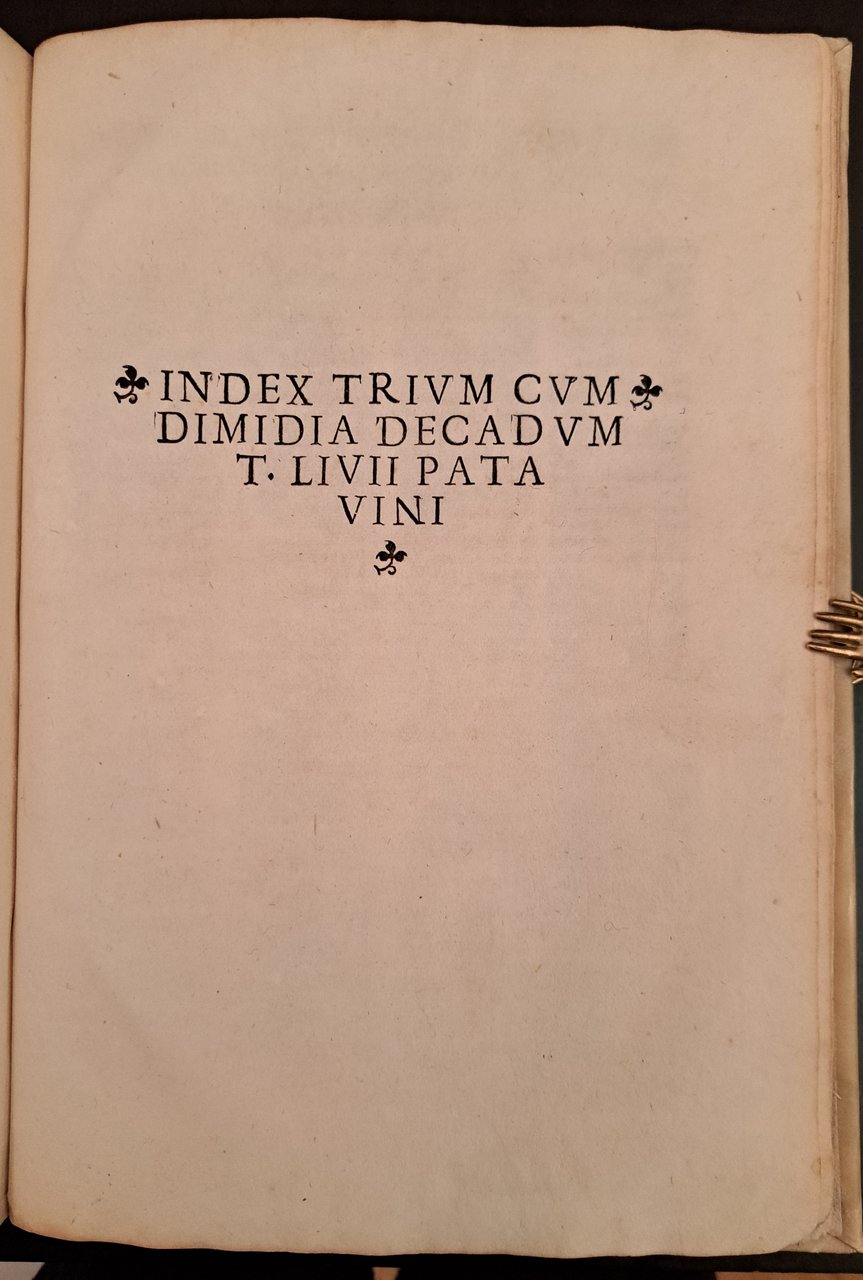 INDEX TRIVM CVM
DIMIDIA DECADVM
T. LIVII PATA
VINI